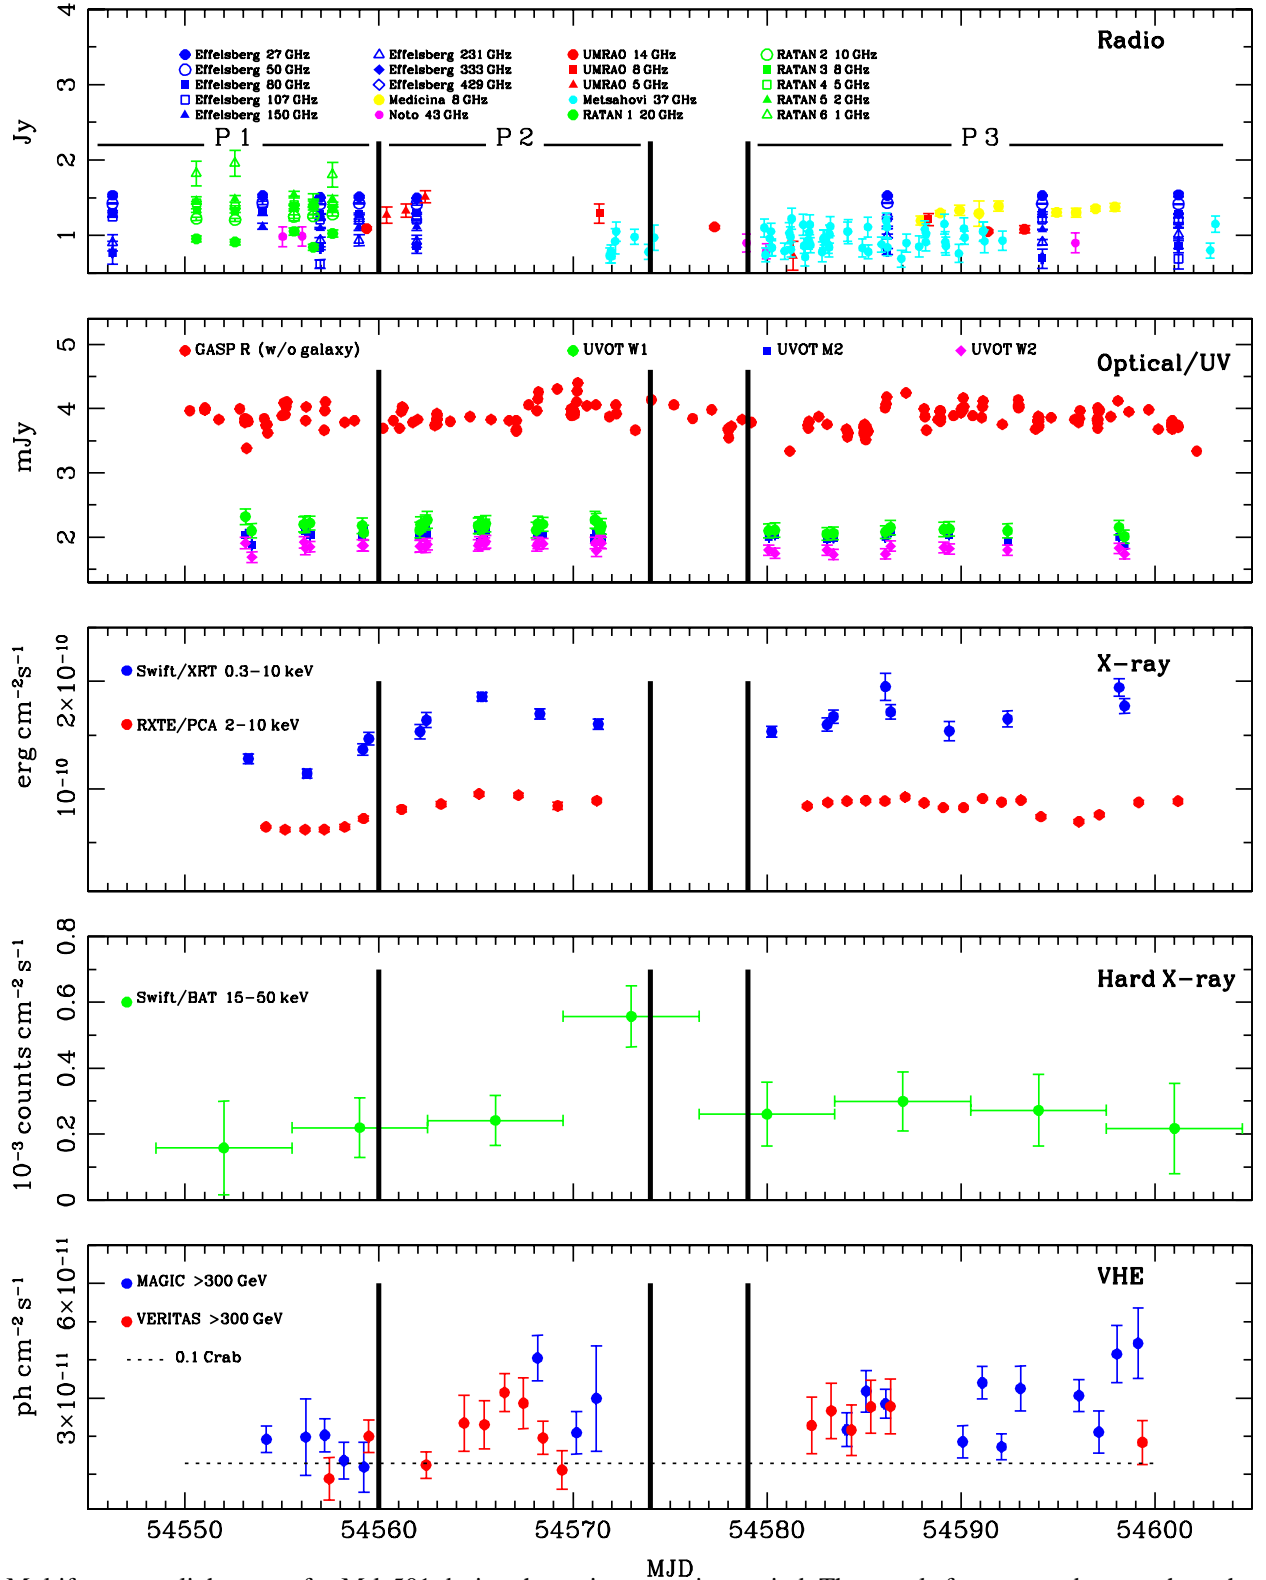 4
3
2
1
Jy
Radio
Effelsberg 27 GHz
Effelsberg 50 GHz
Effelsberg 80 GHz
Effelsberg 107 GHz
Effelsberg 150 GHz
Effelsberg 231 GHz
Effelsberg 333 GHz
Effelsberg 429 GHz
Medicina 8 GHz
Noto 43 GHz
UMRAO 14 GHz
UMRAO 8 GHz
UMRAO 5 GHz
Metsahovi 37 GHz
RATAN 1 20 GHz
RATAN 2 10 GHz
RATAN 3 8 GHz
RATAN 4 5 GHz
RATAN 5 2 GHz
RATAN 6 1 GHz
P 1
P 2
P 3
5
4
3
2
mJy
GASP R (w/o galaxy)
UVOT W1
UVOT M2
UVOT W2
Optical/UV
2×10⁻¹⁰
10⁻¹⁰
erg cm⁻²s⁻¹
Swift/XRT 0.3−10 keV
RXTE/PCA 2−10 keV
X−ray
0.8
0.6
0.4
0.2
0
10⁻³ counts cm⁻² s⁻¹
Swift/BAT 15−50 keV
Hard X−ray
6×10⁻¹¹
3×10⁻¹¹
ph cm⁻² s⁻¹
MAGIC >300 GeV
VERITAS >300 GeV
0.1 Crab
VHE
54550
54560
54570
54580
54590
54600
MJD